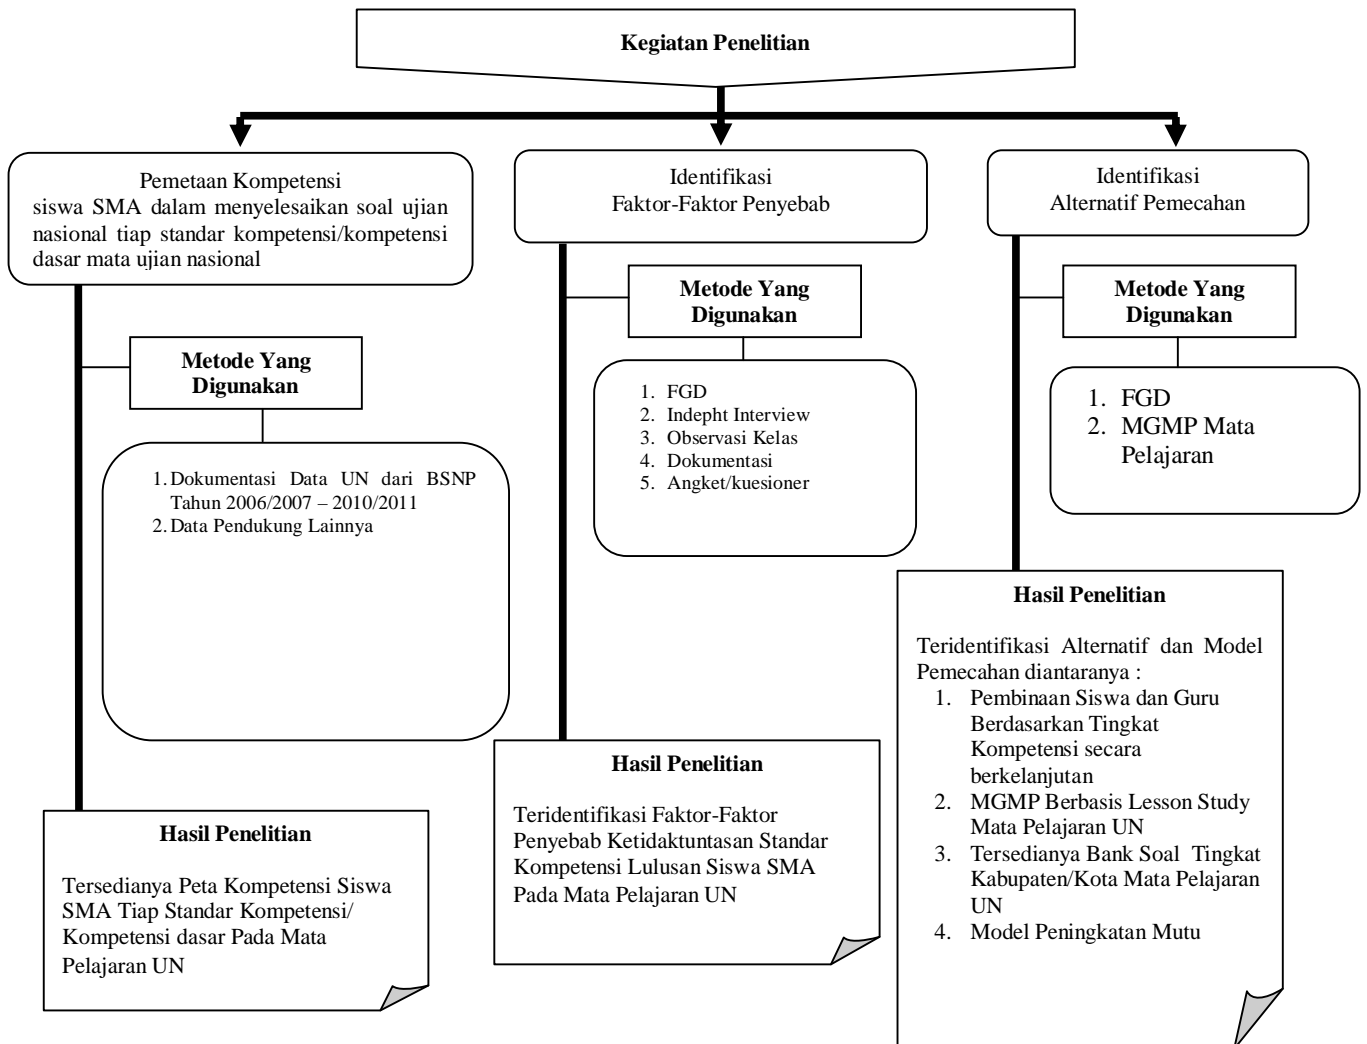 Kegiatan Penelitian
Pemetaan Kompetensi
siswa SMA dalam menyelesaikan soal ujian
nasional tiap standar kompetensi/kompetensi
dasar mata ujian nasional
Metode Yang
Digunakan
1. Dokumentasi Data UN dari BSNP
Tahun 2006/2007 – 2010/2011
2. Data Pendukung Lainnya
Hasil Penelitian
Tersedianya Peta Kompetensi Siswa
SMA Tiap Standar Kompetensi/
Kompetensi dasar Pada Mata
Pelajaran UN
Identifikasi
Faktor-Faktor Penyebab
Metode Yang
Digunakan
1. FGD
2. Indepht Interview
3. Observasi Kelas
4. Dokumentasi
5. Angket/kuesioner
Hasil Penelitian
Teridentifikasi Faktor-Faktor
Penyebab Ketidaktuntasan Standar
Kompetensi Lulusan Siswa SMA
Pada Mata Pelajaran UN
Identifikasi
Alternatif Pemecahan
Metode Yang
Digunakan
1. FGD
2. MGMP Mata
Pelajaran
Hasil Penelitian
Teridentifikasi Alternatif dan Model
Pemecahan diantaranya :
1. Pembinaan Siswa dan Guru
Berdasarkan Tingkat
Kompetensi secara
berkelanjutan
2. MGMP Berbasis Lesson Study
Mata Pelajaran UN
3. Tersedianya Bank Soal Tingkat
Kabupaten/Kota Mata Pelajaran
UN
4. Model Peningkatan Mutu